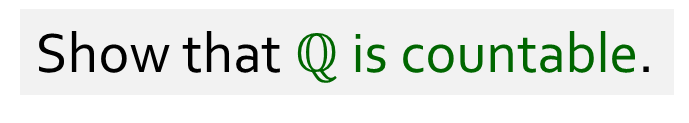 Show that ℚ is countable.